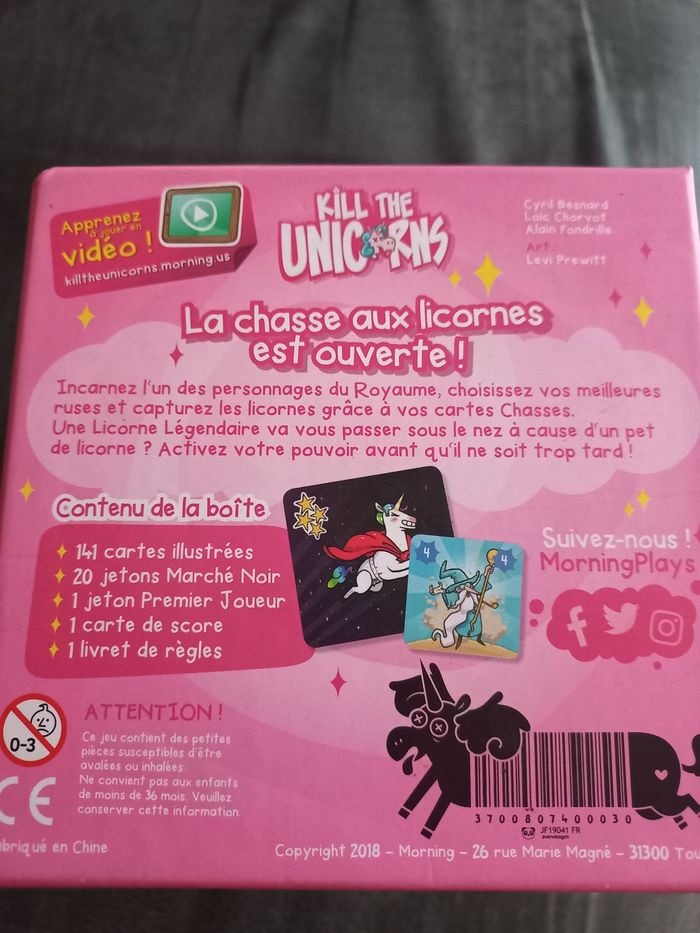 Apprenez
à jouer en
vidéo !
killtheunicorns.morning.us
KILL THE
UNICORNS
Cyril Besnard
Loïc Chorvot
Alain Fondrille
Art :
Levi Prewitt
La chasse aux licornes
est ouverte !
Incarnez l'un des personnages du Royaume, choisissez vos meilleures
ruses et capturez les licornes grâce à vos cartes Chasses.
Une Licorne Légendaire va vous passer sous le nez à cause d'un pet
de licorne ? Activez votre pouvoir avant qu'il ne soit trop tard !
Contenu de la boîte
141 cartes illustrées
20 jetons Marché Noir
1 jeton Premier Joueur
1 carte de score
1 livret de règles
4 4
Suivez-nous !
MorningPlays
0-3
ATTENTION !
Ce jeu contient des petites
pièces susceptibles d'être
avalées ou inhalées.
Ne convient pas aux enfants
de moins de 36 mois. Veuillez
conserver cette information.
CE
3700807400030
JF19041 FR
pandagm
abriqué en Chine
Copyright 2018 - Morning - 26 rue Marie Magné - 31300 Tou